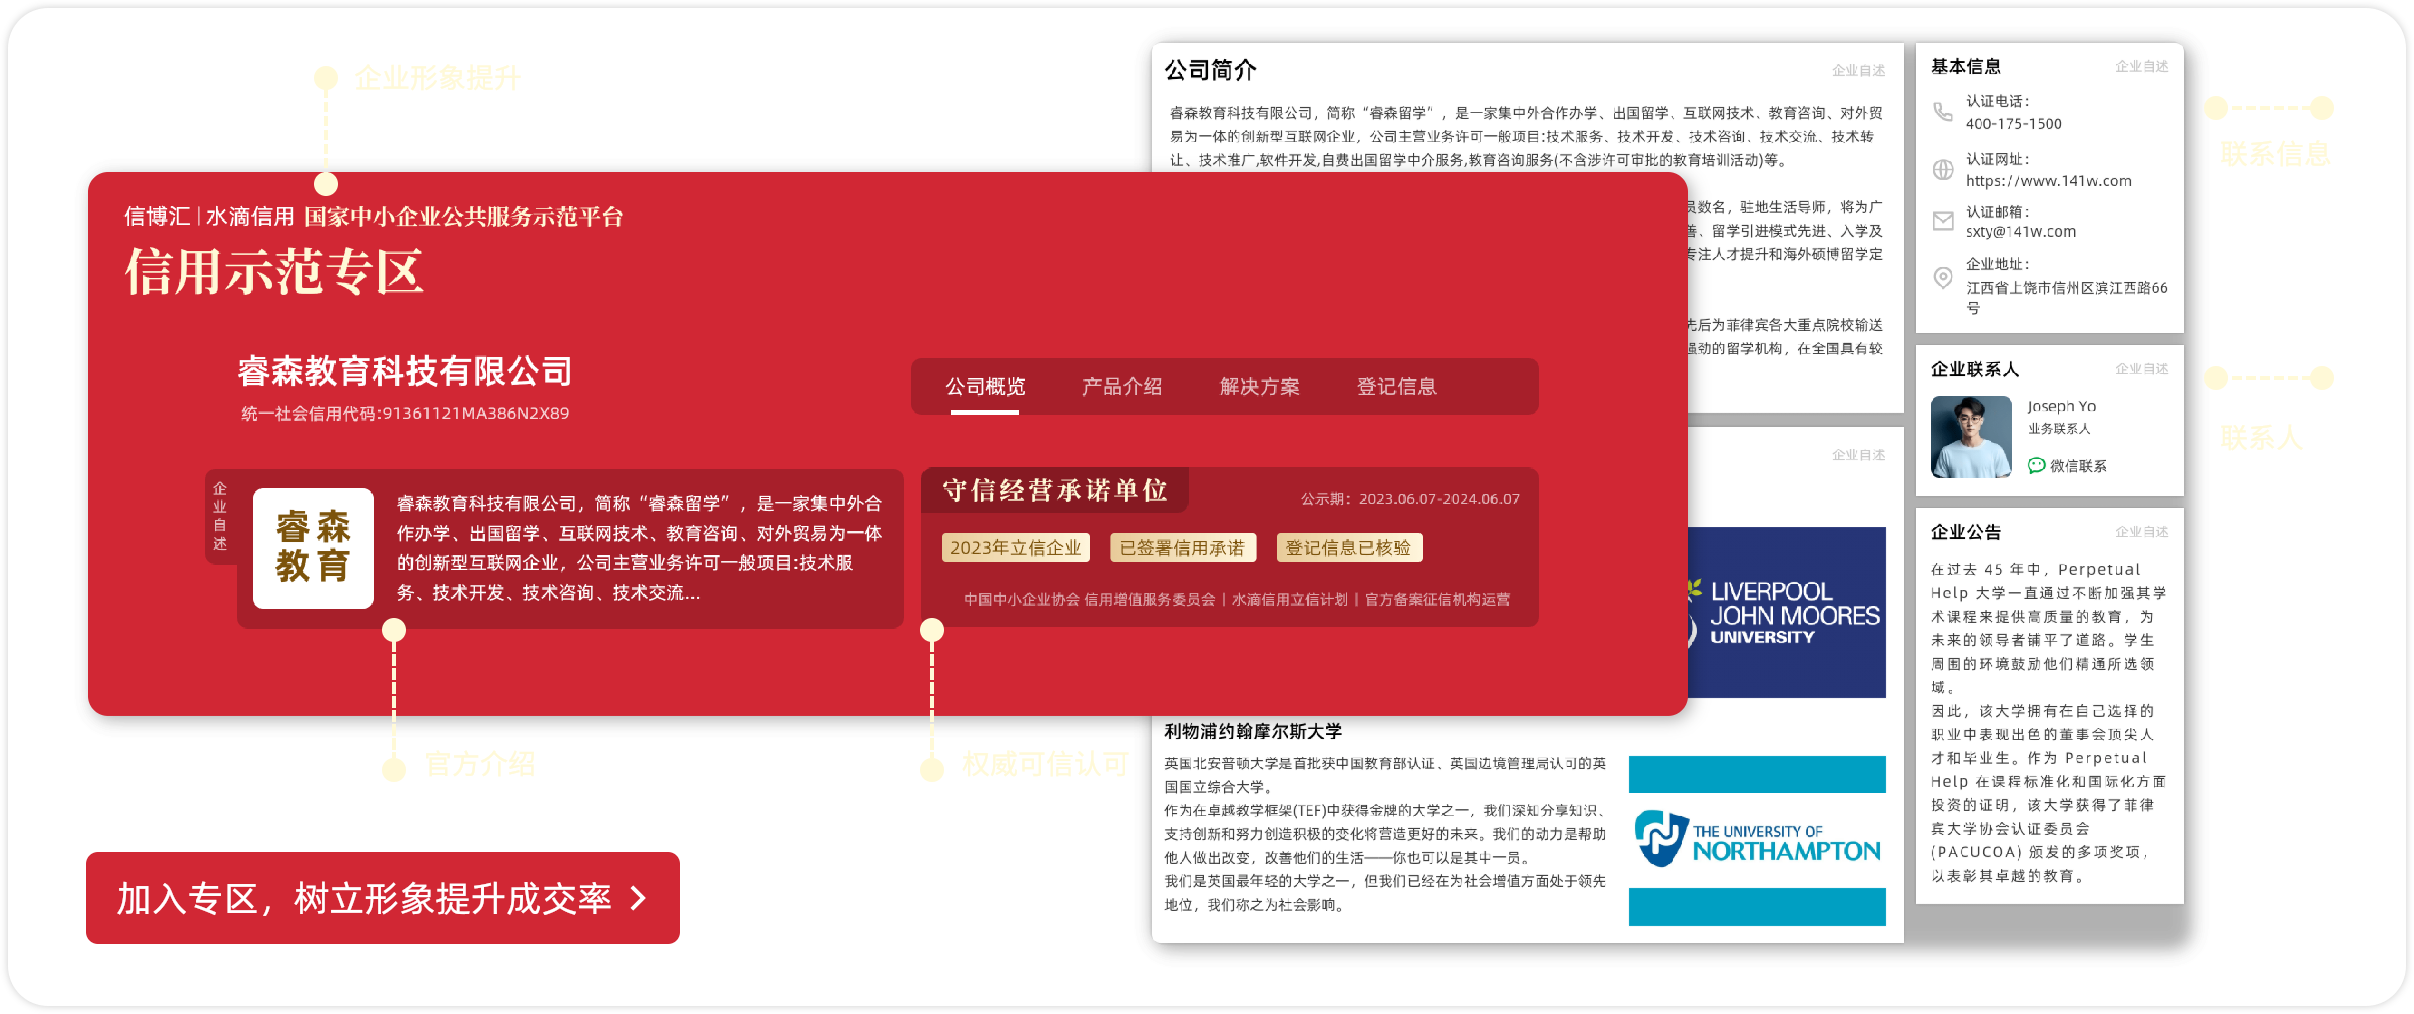 企业形象提升
信博汇|水滴信用 国家中小企业公共服务示范平台
信用示范专区
睿森教育科技有限公司
统一社会信用代码:91361121MA386N2X89
公司概览 产品介绍 解决方案 登记信息
企业自述
睿森
教育
睿森教育科技有限公司，简称“睿森留学”，是一家集中外合
作办学、出国留学、互联网技术、教育咨询、对外贸易为一体
的创新型互联网企业，公司主营业务许可一般项目:技术服
务、技术开发、技术咨询、技术交流...
守信经营承诺单位
公示期：2023.06.07-2024.06.07
2023年立信企业 已签署信用承诺 登记信息已核验
中国中小企业协会 信用增值服务委员会 | 水滴信用立信计划 | 官方备案征信机构运营
官方介绍
权威可信认可
加入专区，树立形象提升成交率 >
公司简介
企业自述
睿森教育科技有限公司，简称“睿森留学”，是一家集中外合作办学、出国留学、互联网技术、教育咨询、对外贸
易为一体的创新型互联网企业，公司主营业务许可一般项目:技术服务、技术开发、技术咨询、技术交流、技术转
让、技术推广,软件开发,自费出国留学中介服务,教育咨询服务(不含涉许可审批的教育培训活动)等。
员数名，驻地生活导师，将为广
善、留学引进模式先进、入学及
专注人才提升和海外硕博留学定
先后为菲律宾各大重点院校输送
强劲的留学机构，在全国具有较
企业自述
LIVERPOOL
JOHN MOORES
UNIVERSITY
利物浦约翰摩尔斯大学
英国北安普顿大学是首批获中国教育部认证、英国边境管理局认可的英
国国立综合大学。
作为在卓越教学框架(TEF)中获得金牌的大学之一，我们深知分享知识、
支持创新和努力创造积极的变化将营造更好的未来。我们的动力是帮助
他人做出改变，改善他们的生活——你也可以是其中一员。
我们是英国最年轻的大学之一，但我们已经在为社会增值方面处于领先
地位，我们称之为社会影响。
THE UNIVERSITY OF
NORTHAMPTON
基本信息
企业自述
认证电话：
400-175-1500
认证网址：
https://www.141w.com
认证邮箱：
sxty@141w.com
企业地址：
江西省上饶市信州区滨江西路66
号
联系信息
企业联系人
企业自述
Joseph Yo
业务联系人
微信联系
联系人
企业公告
企业自述
在过去 45 年中，Perpetual
Help 大学一直通过不断加强其学
术课程来提供高质量的教育，为
未来的领导者铺平了道路。学生
周围的环境鼓励他们精通所选领
域。
因此，该大学拥有在自己选择的
职业中表现出色的董事会顶尖人
才和毕业生。作为 Perpetual
Help 在课程标准化和国际化方面
投资的证明，该大学获得了菲律
宾大学协会认证委员会
(PACUCOA) 颁发的多项奖项，
以表彰其卓越的教育。